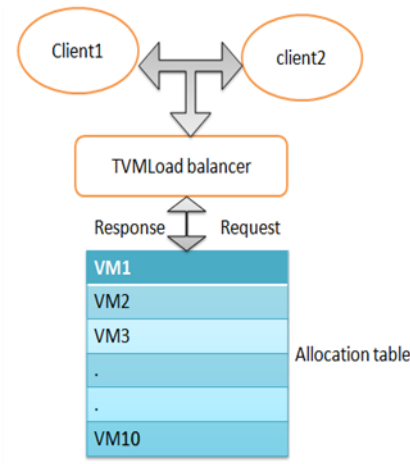 Client1
client2
TVMLoad balancer
Response Request
VM1
VM2
VM3
Allocation table
.
.
VM10